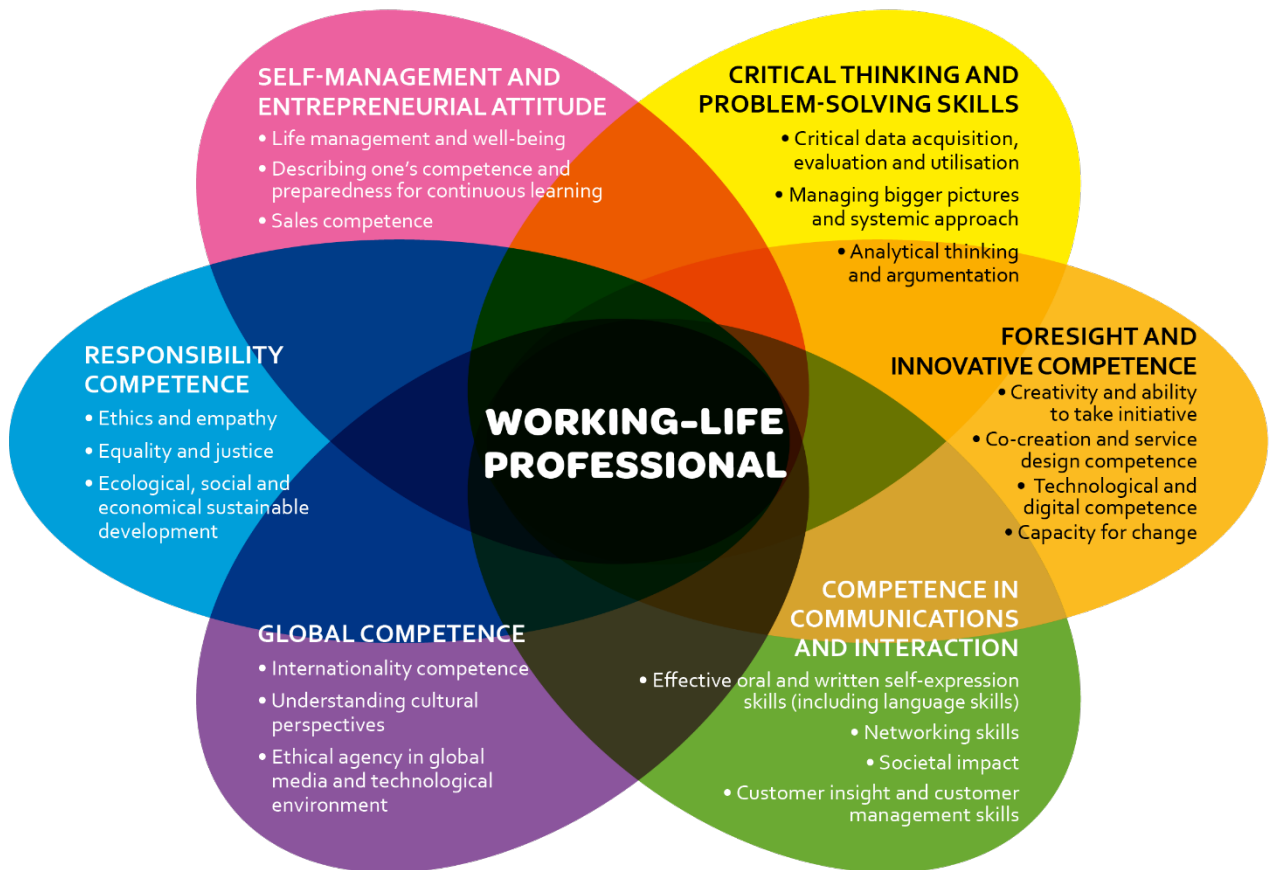 SELF-MANAGEMENT AND
ENTREPRENEURIAL ATTITUDE
• Life management and well-being
• Describing one's competence and
preparedness for continuous learning
• Sales competence
CRITICAL THINKING AND
PROBLEM-SOLVING SKILLS
• Critical data acquisition,
evaluation and utilisation
• Managing bigger pictures
and systemic approach
• Analytical thinking
and argumentation
RESPONSIBILITY
COMPETENCE
• Ethics and empathy
• Equality and justice
• Ecological, social and
economical sustainable
development
WORKING-LIFE
PROFESSIONAL
FORESIGHT AND
INNOVATIVE COMPETENCE
• Creativity and ability
to take initiative
• Co-creation and service
design competence
• Technological and
digital competence
• Capacity for change
GLOBAL COMPETENCE
• Internationality competence
• Understanding cultural
perspectives
• Ethical agency in global
media and technological
environment
COMPETENCE IN
COMMUNICATIONS
AND INTERACTION
• Effective oral and written self-expression
skills (including language skills)
• Networking skills
• Societal impact
• Customer insight and customer
management skills